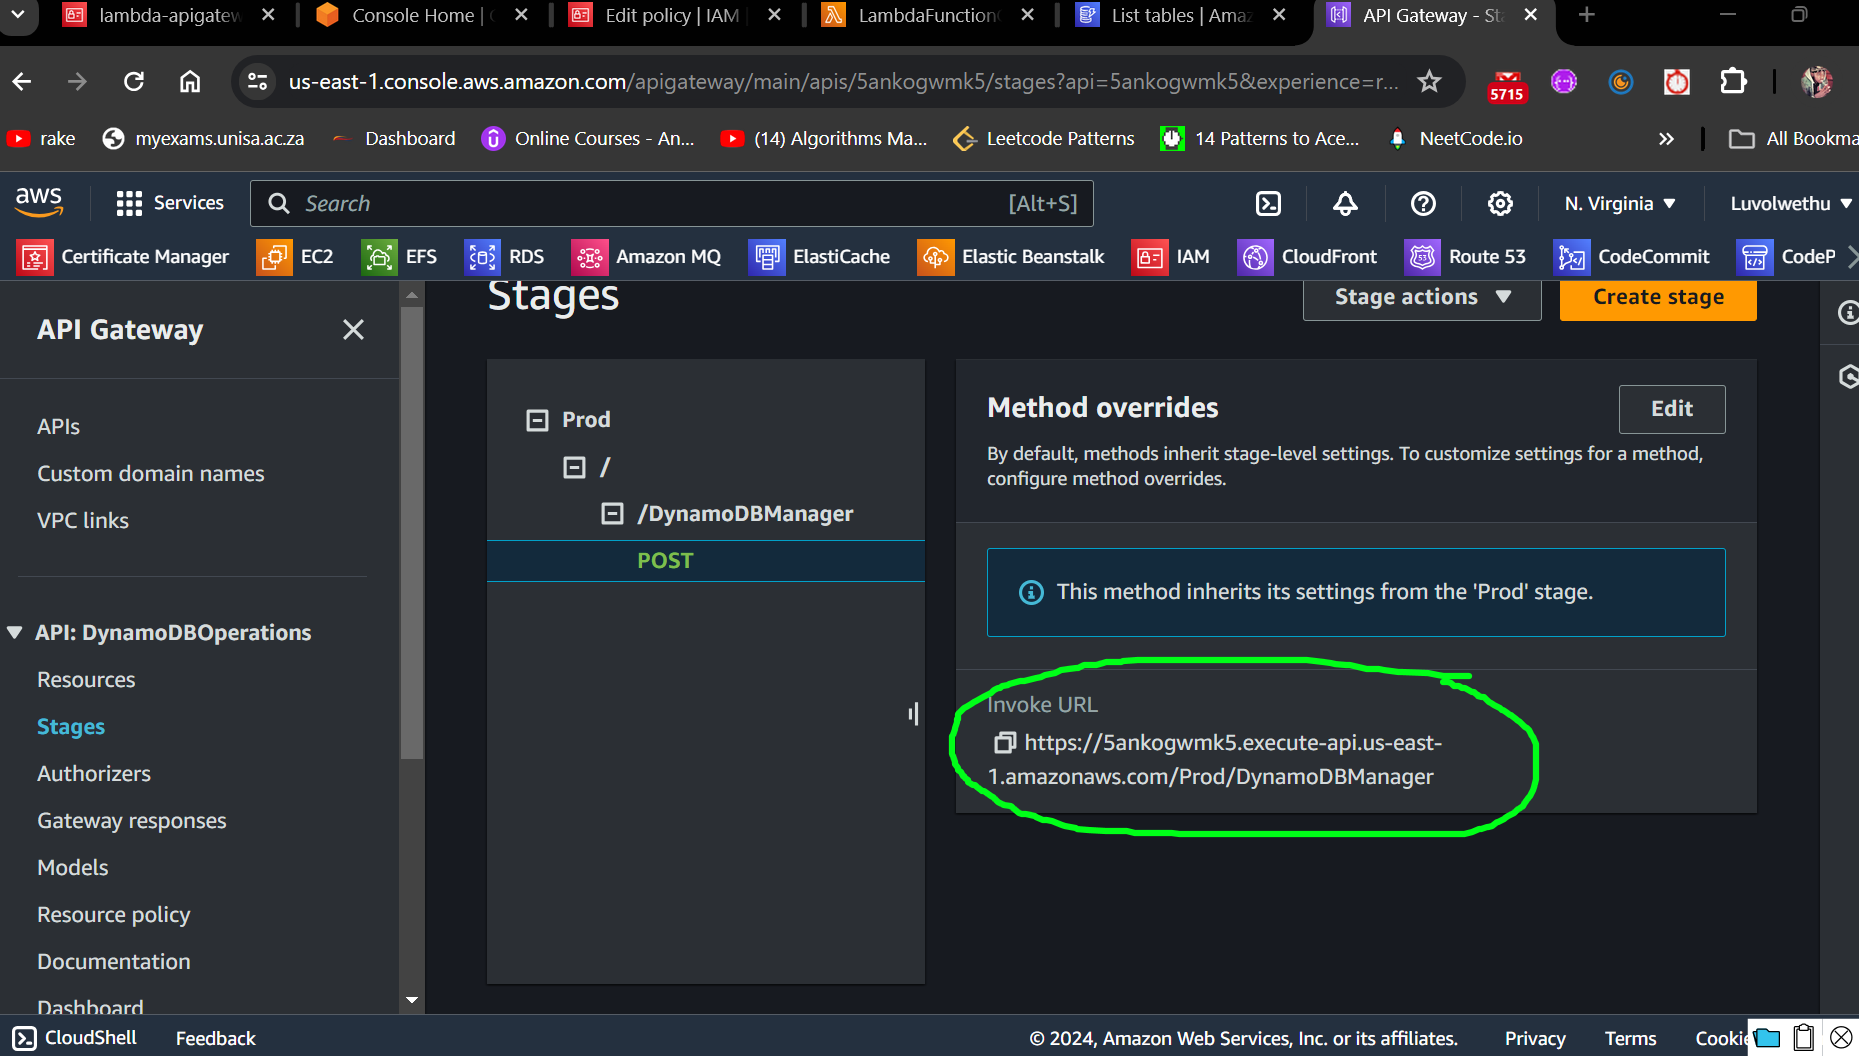 lambda-apigatew
Console Home | 
Edit policy | IAM
LambdaFunction
List tables | Amaz
API Gateway - St
us-east-1.console.aws.amazon.com/apigateway/main/apis/5ankogwmk5/stages?api=5ankogwmk5&experience=r...
5715
rake
myexams.unisa.ac.za
Dashboard
Online Courses - An...
(14) Algorithms Ma...
Leetcode Patterns
14 Patterns to Ace...
NeetCode.io
»
All Bookma
aws
Services
Search
[Alt+S]
N. Virginia
Luvolwethu
Certificate Manager
EC2
EFS
RDS
Amazon MQ
ElastiCache
Elastic Beanstalk
IAM
CloudFront
Route 53
CodeCommit
CodeP
API Gateway
APIs
Custom domain names
VPC links
API: DynamoDBOperations
Resources
Stages
Authorizers
Gateway responses
Models
Resource policy
Documentation
Dashboard
Stages
Stage actions
Create stage
Prod
/
/DynamoDBManager
POST
Method overrides
Edit
By default, methods inherit stage-level settings. To customize settings for a method,
configure method overrides.
This method inherits its settings from the 'Prod' stage.
Invoke URL
https://5ankogwmk5.execute-api.us-east-
1.amazonaws.com/Prod/DynamoDBManager
CloudShell
Feedback
© 2024, Amazon Web Services, Inc. or its affiliates.
Privacy
Terms
Cookie